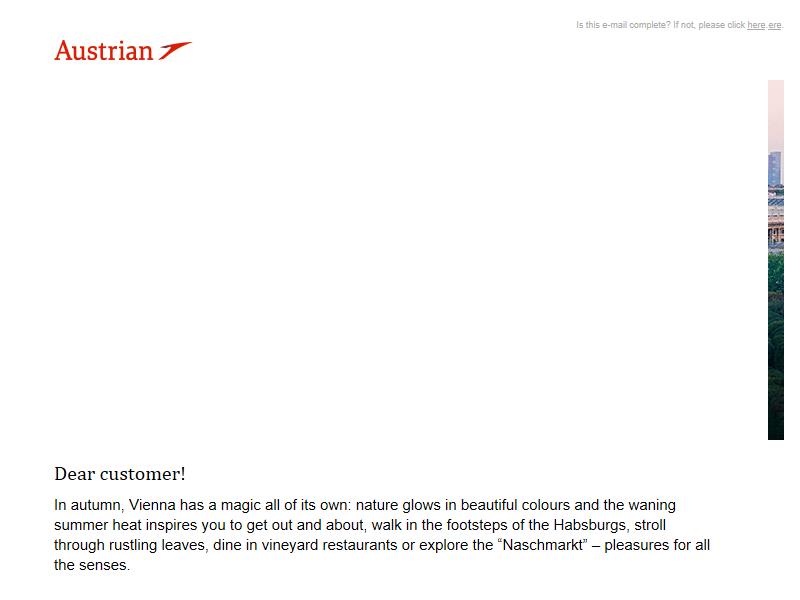 Is this e-mail complete? If not, please click here.ere.
Austrian
Dear customer!
In autumn, Vienna has a magic all of its own: nature glows in beautiful colours and the waning
summer heat inspires you to get out and about, walk in the footsteps of the Habsburgs, stroll
through rustling leaves, dine in vineyard restaurants or explore the “Naschmarkt” – pleasures for all
the senses.